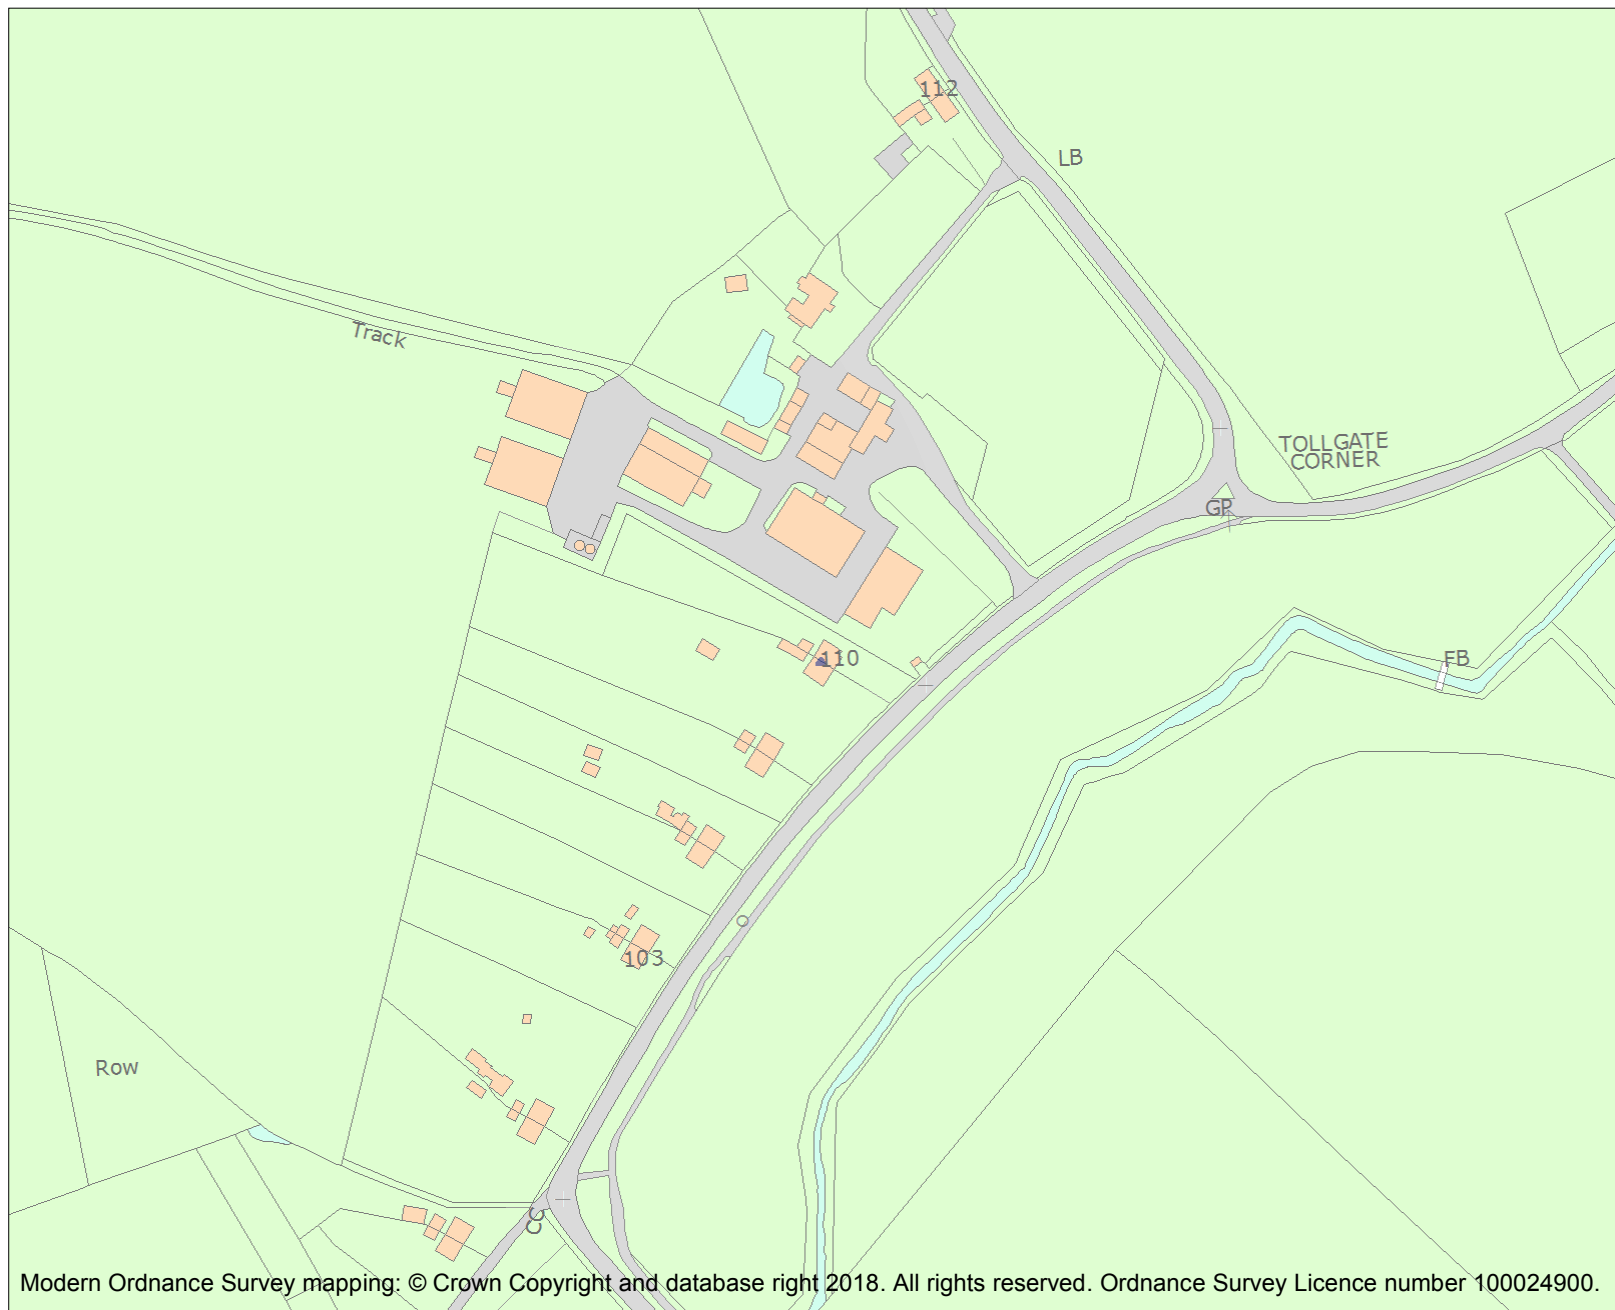 112
LB
Track
TOLLGATE
CORNER
GP
110
FB
103
Row
CG
Modern Ordnance Survey mapping: © Crown Copyright and database right 2018. All rights reserved. Ordnance Survey Licence number 100024900.